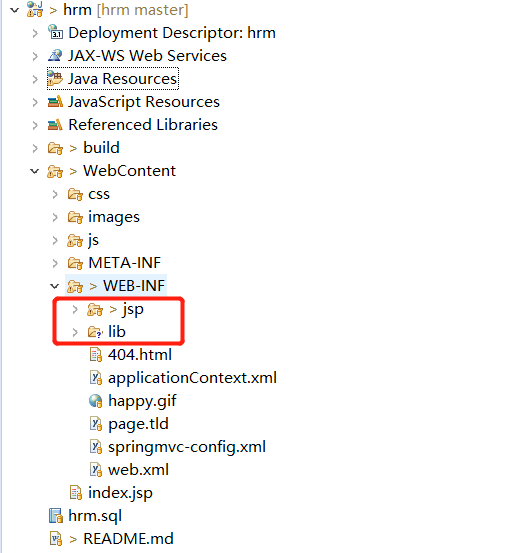 > hrm [hrm master]
Deployment Descriptor: hrm
JAX-WS Web Services
Java Resources
JavaScript Resources
Referenced Libraries
> build
> WebContent
css
images
js
META-INF
> WEB-INF
> jsp
lib
404.html
applicationContext.xml
happy.gif
page.tld
springmvc-config.xml
web.xml
index.jsp
hrm.sql
> README.md